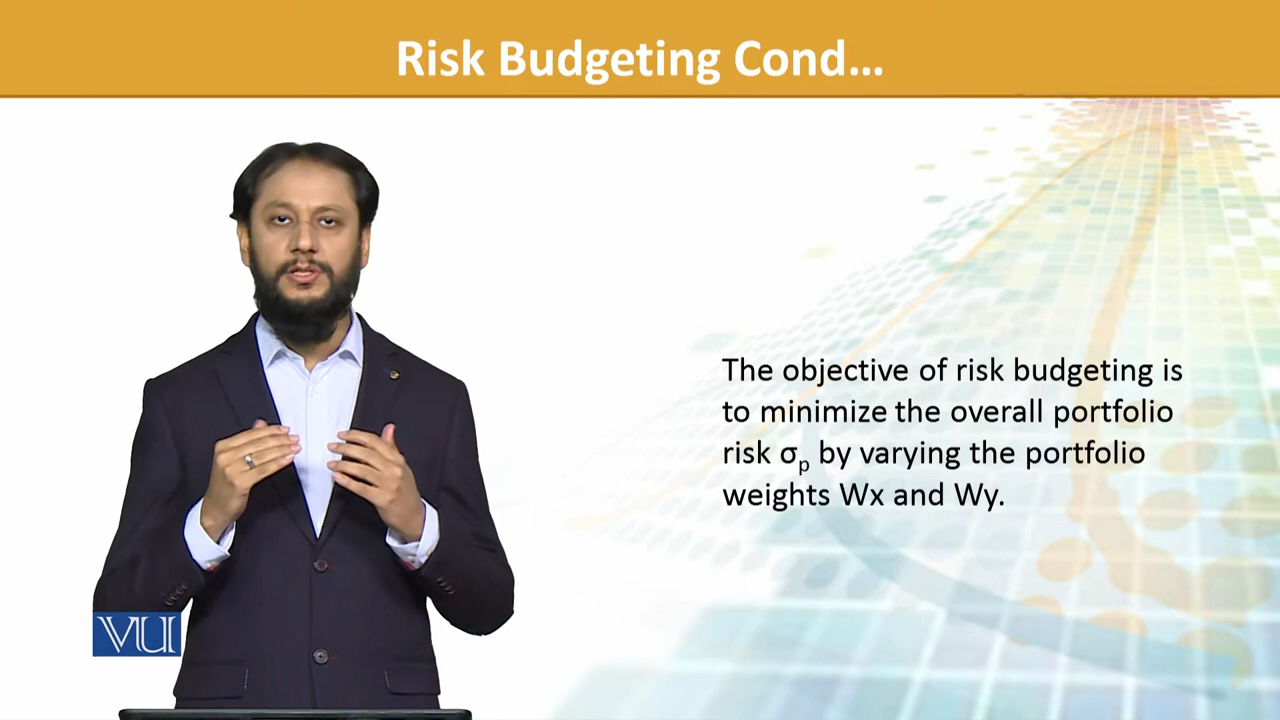 Risk Budgeting Cond...
The objective of risk budgeting is
to minimize the overall portfolio
risk σp by varying the portfolio
weights Wx and Wy.
VU